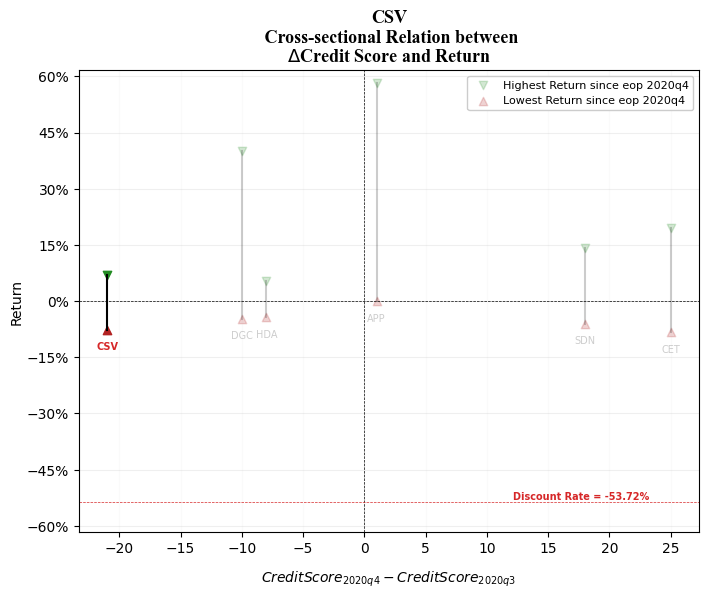 CSV
Cross-sectional Relation between
ΔCredit Score and Return
Highest Return since eop 2020q4
Lowest Return since eop 2020q4
Return
60%
45%
30%
15%
0%
−15%
−30%
−45%
−60%
CSV
DGC
HDA
APP
SDN
CET
Discount Rate = -53.72%
−20 −15 −10 −5 0 5 10 15 20 25
CreditScore2020q4 − CreditScore2020q3